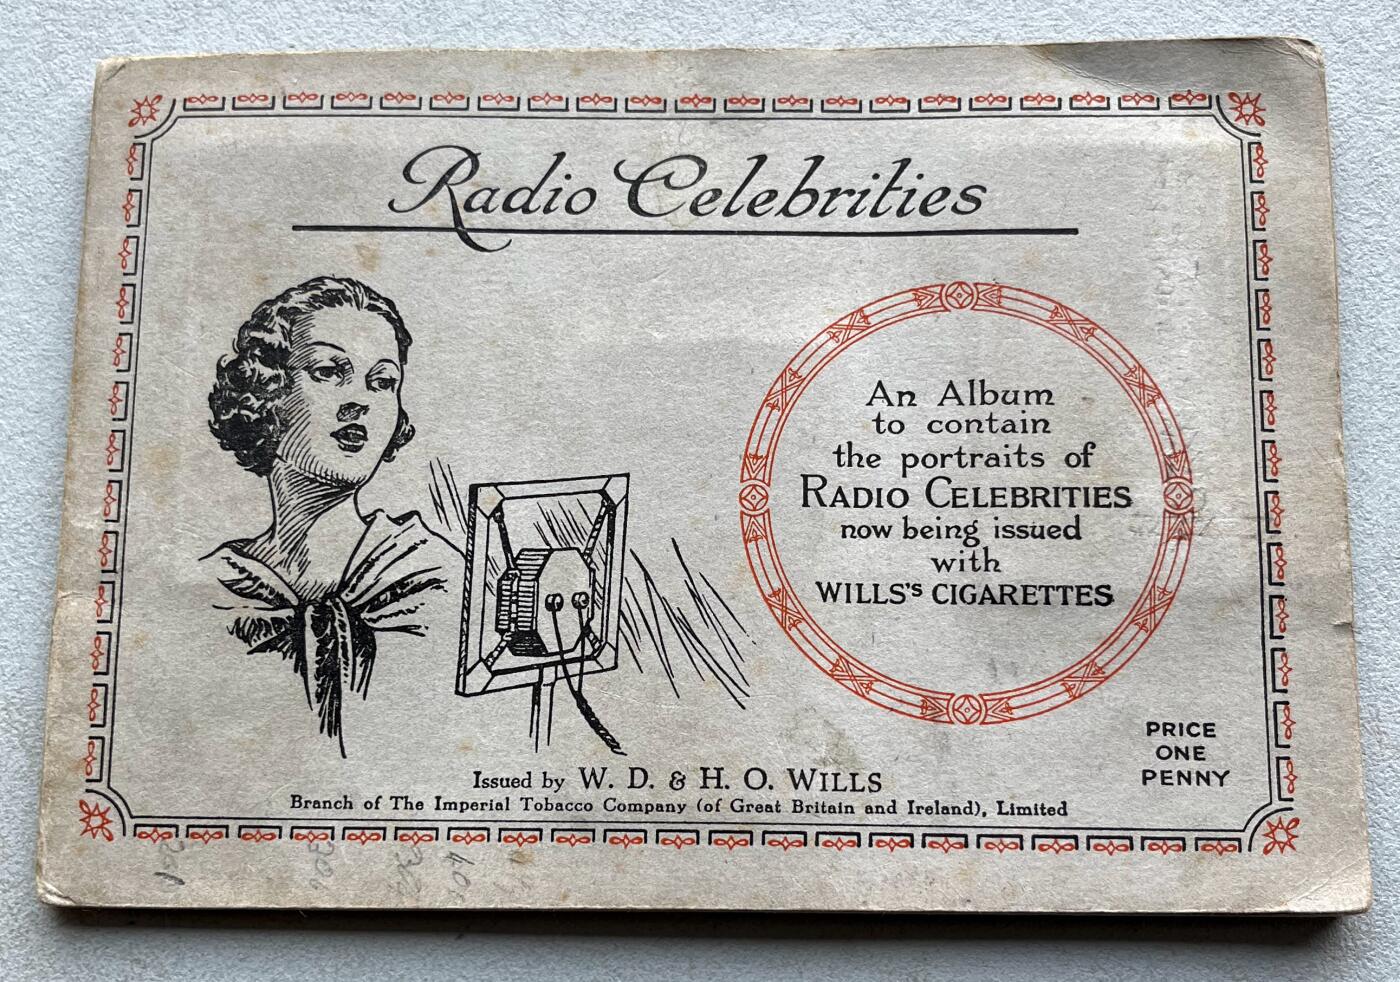 Radio Celebrities
An Album
to contain
the portraits of
RADIO CELEBRITIES
now being issued
with
WILLS'S CIGARETTES
PRICE
ONE
PENNY
Issued by W. D. & H. O. WILLS
Branch of The Imperial Tobacco Company (of Great Britain and Ireland), Limited